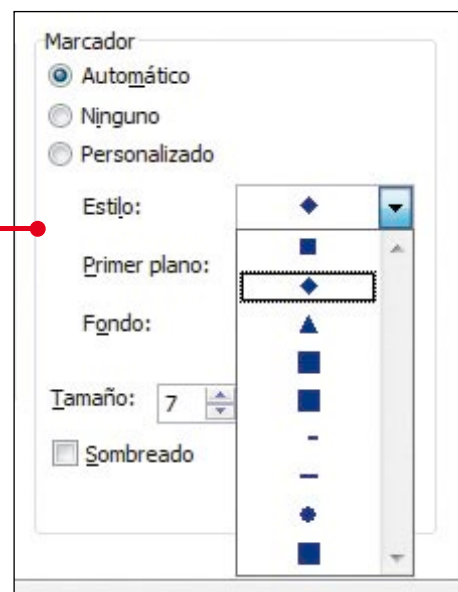 Marcador
Automático
Ninguno
Personalizado
Estilo:
Primer plano:
Fondo:
Tamaño: 7
Sombreado